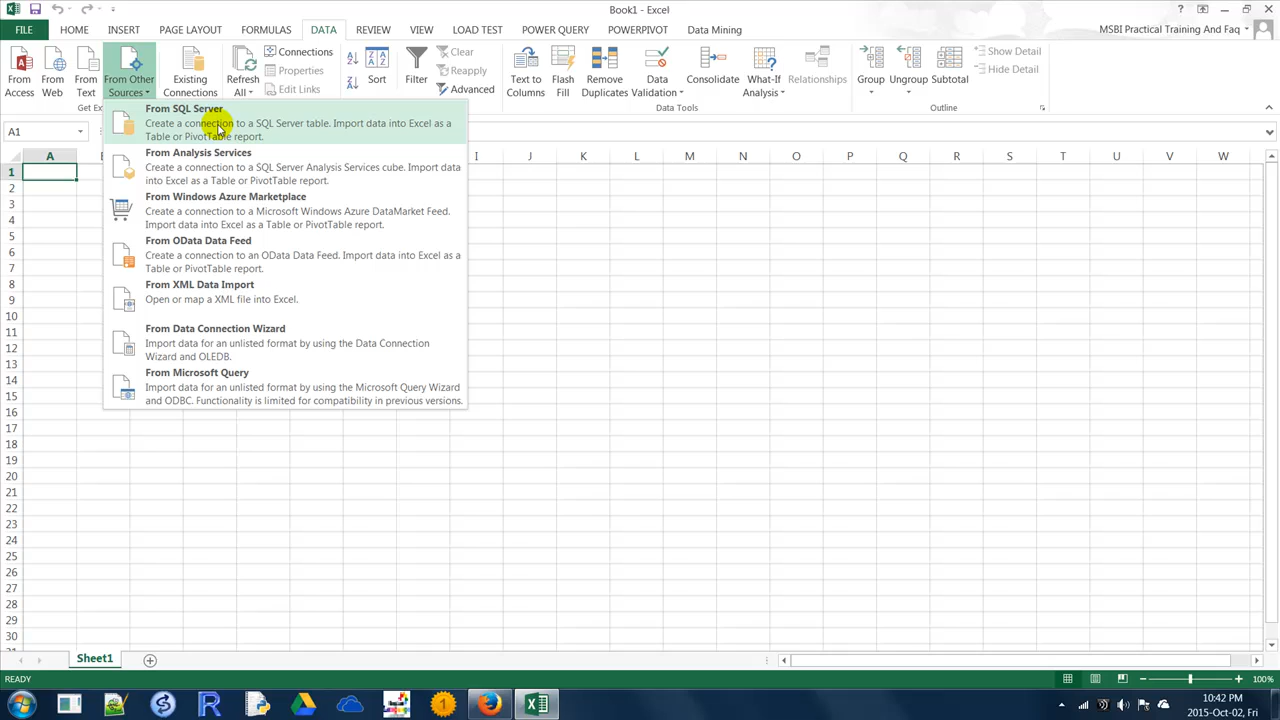 Book1 - Excel
FILE HOME INSERT PAGE LAYOUT FORMULAS DATA REVIEW VIEW LOAD TEST POWER QUERY POWERPIVOT Data Mining MSBI Practical Training And Faq
From Access
From Web
From Text
From Other Sources
Existing Connections
Refresh All
Connections
Properties
Edit Links
Sort
Filter
Clear
Reapply
Advanced
Text to Columns
Flash Fill
Remove Duplicates
Data Validation
Consolidate
What-If Analysis
Relationships
Group
Ungroup
Subtotal
Show Detail
Hide Detail
Get Ex
Data Tools
Outline
From SQL Server
Create a connection to a SQL Server table. Import data into Excel as a
Table or PivotTable report.
From Analysis Services
Create a connection to a SQL Server Analysis Services cube. Import data
into Excel as a Table or PivotTable report.
From Windows Azure Marketplace
Create a connection to a Microsoft Windows Azure DataMarket Feed.
Import data into Excel as a Table or PivotTable report.
From OData Data Feed
Create a connection to an OData Data Feed. Import data into Excel as a
Table or PivotTable report.
From XML Data Import
Open or map a XML file into Excel.
From Data Connection Wizard
Import data for an unlisted format by using the Data Connection
Wizard and OLEDB.
From Microsoft Query
Import data for an unlisted format by using the Microsoft Query Wizard
and ODBC. Functionality is limited for compatibility in previous versions.
A1
A I J K L M N O P Q R S T U V W
1
2
3
4
5
6
7
8
9
10
11
12
13
14
15
16
17
18
19
20
21
22
23
24
25
26
27
28
29
30
Sheet1
READY
100%
10:42 PM
2015-Oct-02, Fri